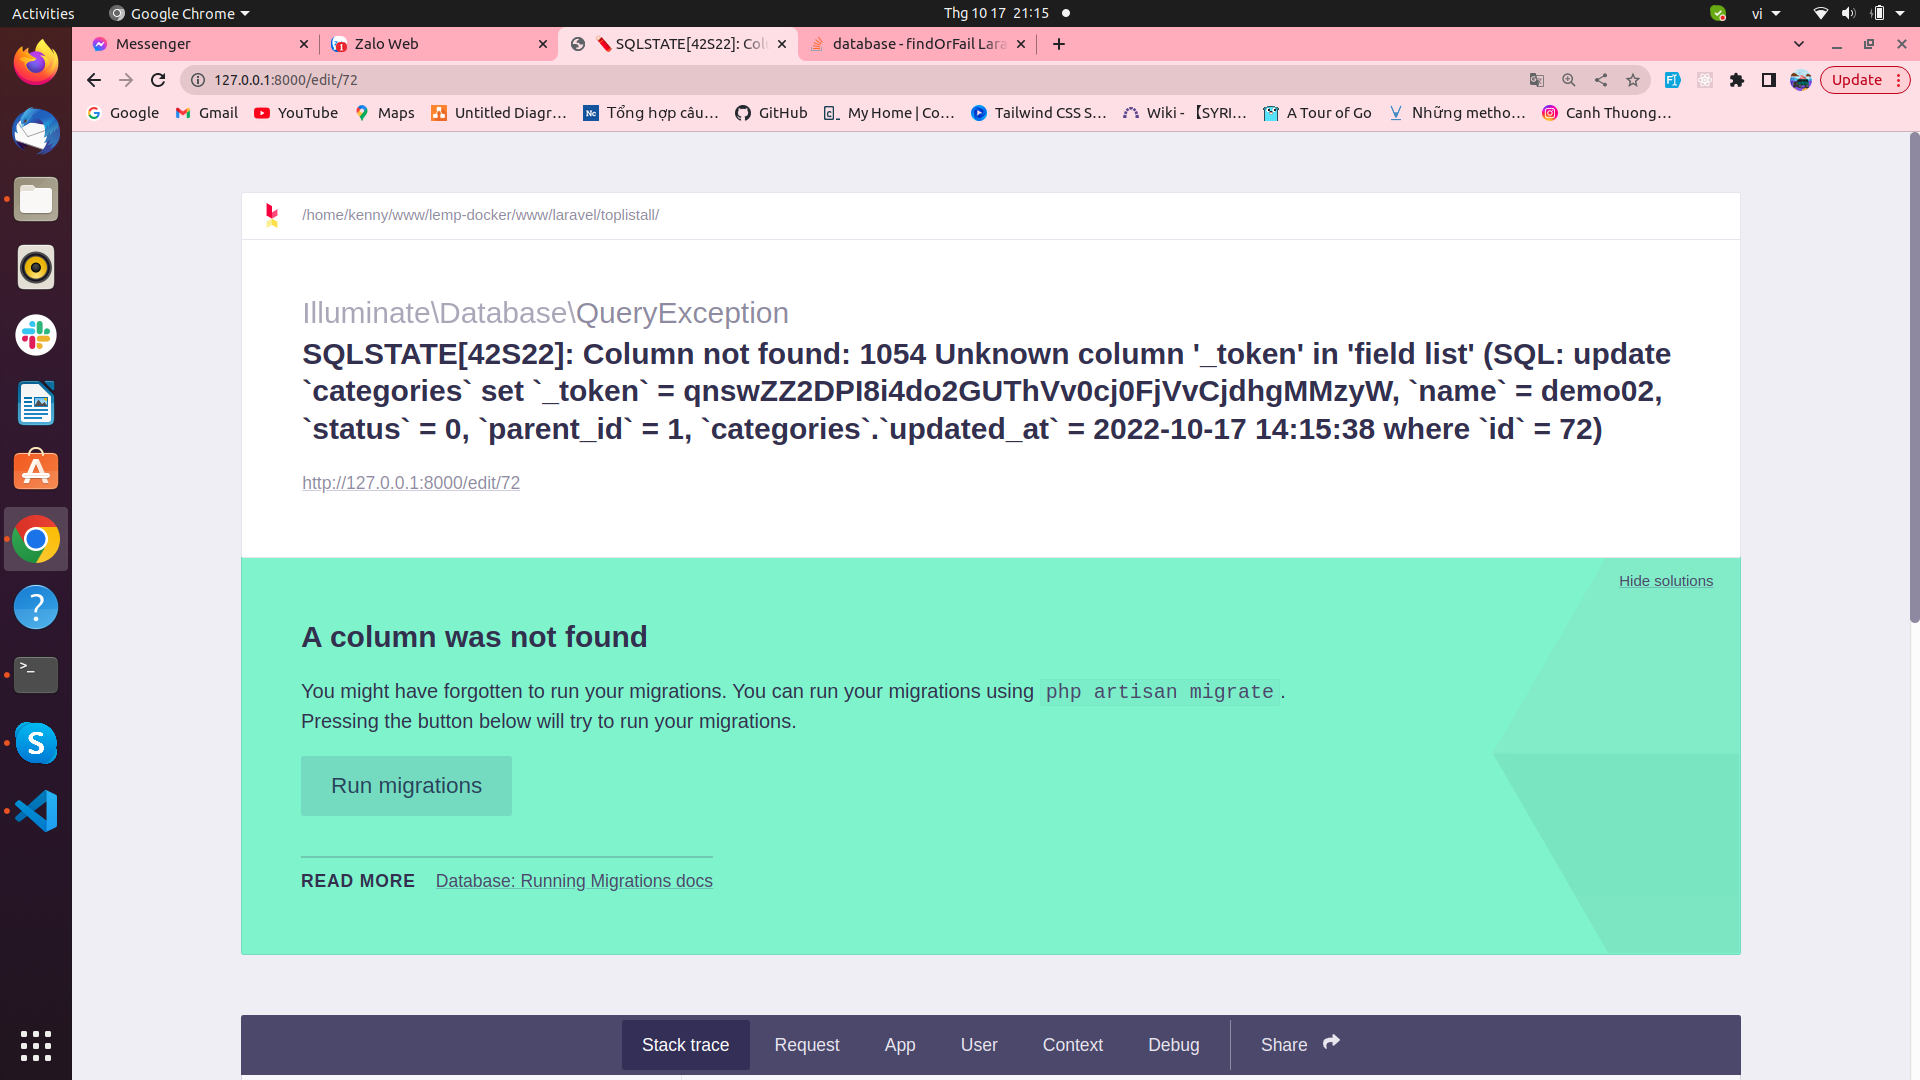 Activities
Google Chrome
Thg 10 17 21:15
vi
Messenger
Zalo Web
SQLSTATE[42S22]: Colu
database - findOrFail Lara
127.0.0.1:8000/edit/72
Update
Google
Gmail
YouTube
Maps
Untitled Diagr…
Tổng hợp câu…
GitHub
My Home | Co…
Tailwind CSS S…
Wiki - 【SYRI…
A Tour of Go
Những metho…
Canh Thuong…
/home/kenny/www/lemp-docker/www/laravel/toplistall/
Illuminate\Database\QueryException
SQLSTATE[42S22]: Column not found: 1054 Unknown column '_token' in 'field list' (SQL: update
`categories` set `_token` = qnswZZ2DPI8i4do2GUThVv0cj0FjVvCjdhgMMzyW, `name` = demo02,
`status` = 0, `parent_id` = 1, `categories`.`updated_at` = 2022-10-17 14:15:38 where `id` = 72)
http://127.0.0.1:8000/edit/72
Hide solutions
A column was not found
You might have forgotten to run your migrations. You can run your migrations using php artisan migrate.
Pressing the button below will try to run your migrations.
Run migrations
READ MORE
Database: Running Migrations docs
Stack trace
Request
App
User
Context
Debug
Share